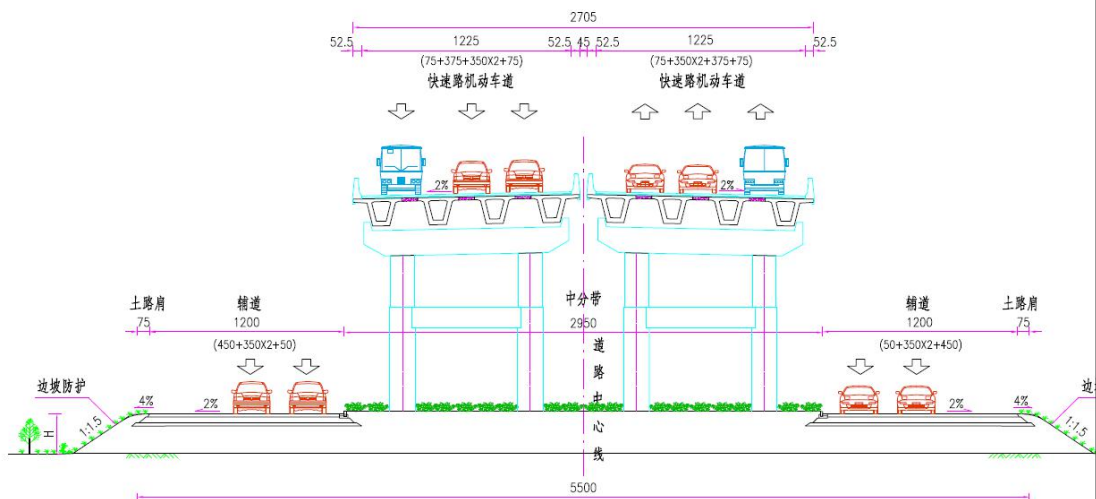 2705
52.5 1225 52.5 45 52.5 1225 52.5
(75+375+350X2+75) (75+350X2+375+75)
快速路机动车道 快速路机动车道
2% 2%
土路肩 辅道 中分带 辅道 土路肩
75 1200 2950 1200 75
(450+350X2+50) 道路中心线 (50+350X2+450)
边坡防护 边
4% 2% 2% 4%
H 1:1.5 1:1.5
5500